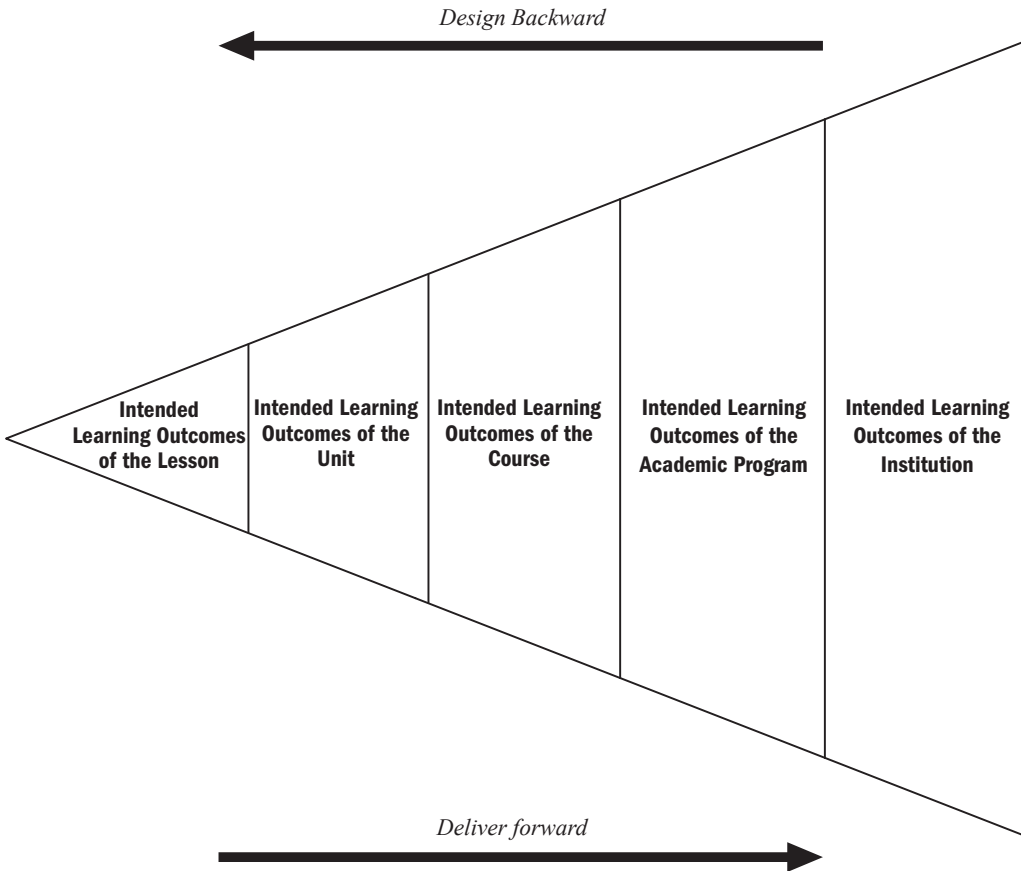 Design Backward
Intended
Learning Outcomes
of the Lesson
Intended Learning
Outcomes of the
Unit
Intended Learning
Outcomes of the
Course
Intended Learning
Outcomes of the
Academic Program
Intended Learning
Outcomes of the
Institution
Deliver forward